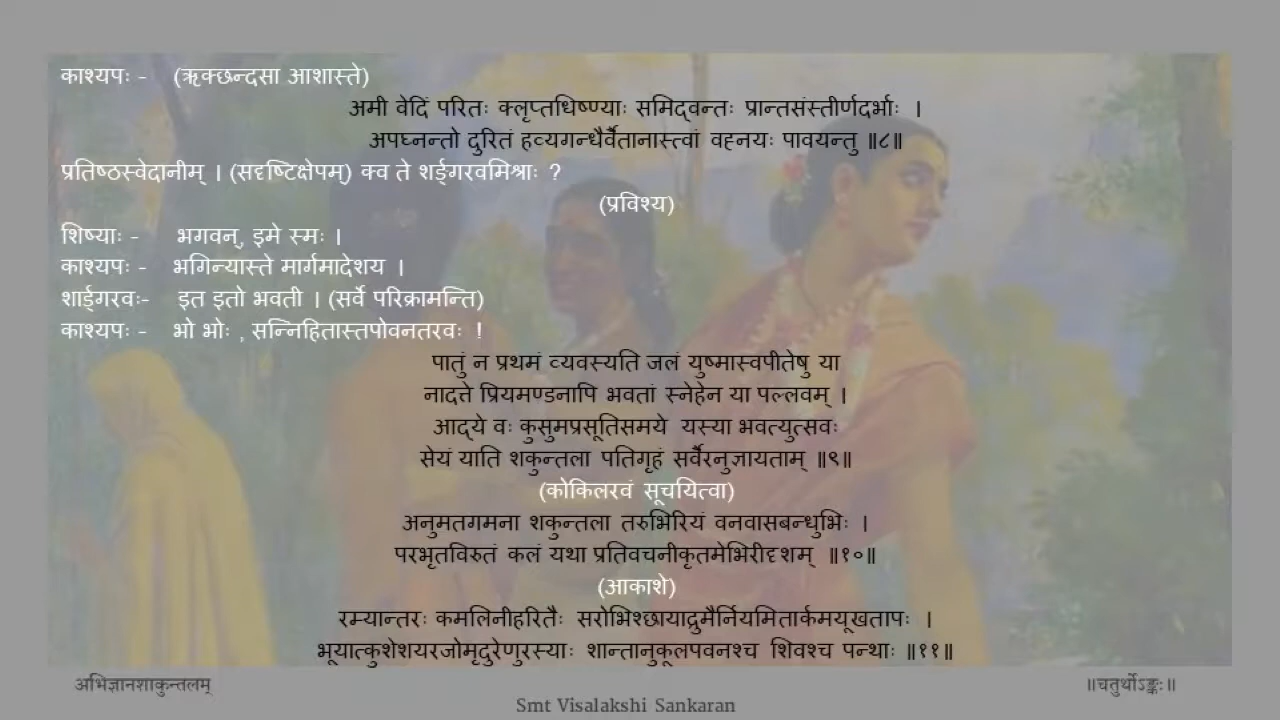 काश्यपः - (ऋक्छन्दसा आशास्ते)
अमी वेदिं परितः क्लृप्तधिष्ण्याः समिद्वन्तः प्रान्तसंस्तीर्णदर्भाः ।
अपघ्नन्तो दुरितं हव्यगन्धैर्वैतानास्त्वां वह्नयः पावयन्तु ॥८॥
प्रतिष्ठस्वेदानीम् । (सदृष्टिक्षेपम्) क्व ते शर्ङ्गरवमिश्राः ?
(प्रविश्य)
शिष्याः - भगवन्, इमे स्मः ।
काश्यपः - भगिन्यास्ते मार्गमादेशय ।
शार्ङ्गरवः- इत इतो भवती । (सर्वे परिक्रामन्ति)
काश्यपः - भो भोः , सन्निहितास्तपोवनतरवः !
पातुं न प्रथमं व्यवस्यति जलं युष्मास्वपीतेषु या
नादत्ते प्रियमण्डनापि भवतां स्नेहेन या पल्लवम् ।
आद्ये वः कुसुमप्रसूतिसमये यस्या भवत्युत्सवः
सेयं याति शकुन्तला पतिगृहं सर्वैरनुज्ञायताम् ॥९॥
(कोकिलरवं सूचयित्वा)
अनुमतगमना शकुन्तला तरुभिरियं वनवासबन्धुभिः ।
परभृतविरुतं कलं यथा प्रतिवचनीकृतमेभिरीदृशम् ॥१०॥
(आकाशे)
रम्यान्तरः कमलिनीहरितैः सरोभिश्छायाद्रुमैर्नियमितार्कमयूखतापः ।
भूयात्कुशेशयरजोमृदुरेणुरस्याः शान्तानुकूलपवनश्च शिवश्च पन्थाः ॥११॥
अभिज्ञानशाकुन्तलम्
॥चतुर्थोऽङ्कः॥
Smt Visalakshi Sankaran